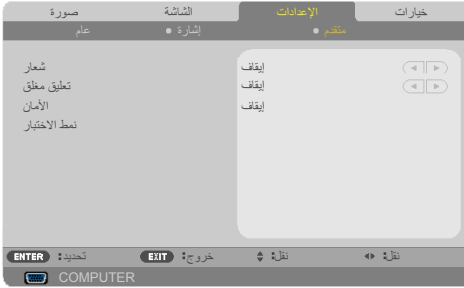 صورة الشاشة الإعدادات خيارات
عام إشارة متقدم
شعار إيقاف
تعليق مغلق إيقاف
الأمان إيقاف
نمط الاختبار
ENTER تحديد: EXIT خروج: نقل: نقل:
COMPUTER